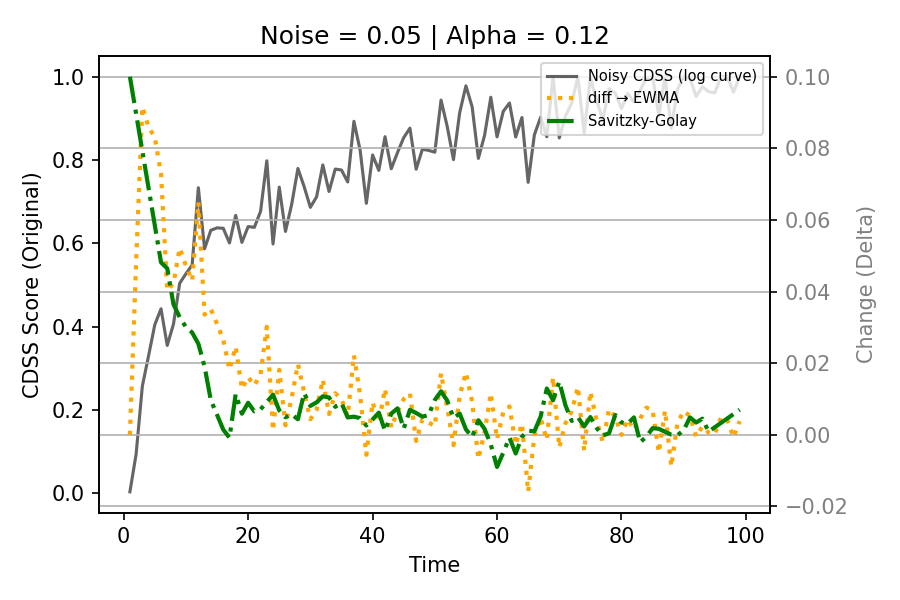 Noise = 0.05 | Alpha = 0.12
1.0
0.8
0.6
0.4
0.2
0.0
CDSS Score (Original)
Noisy CDSS (log curve)
diff → EWMA
Savitzky-Golay
0.10
0.08
0.06
0.04
0.02
0.00
−0.02
Change (Delta)
0 20 40 60 80 100
Time